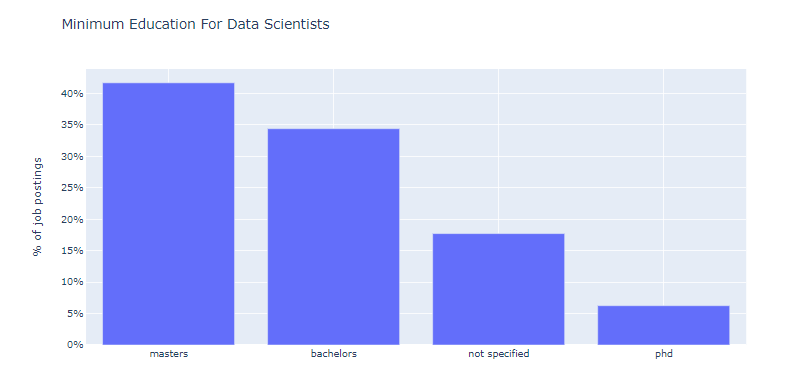 Minimum Education For Data Scientists
% of job postings
40%
35%
30%
25%
20%
15%
10%
5%
0%
masters
bachelors
not specified
phd